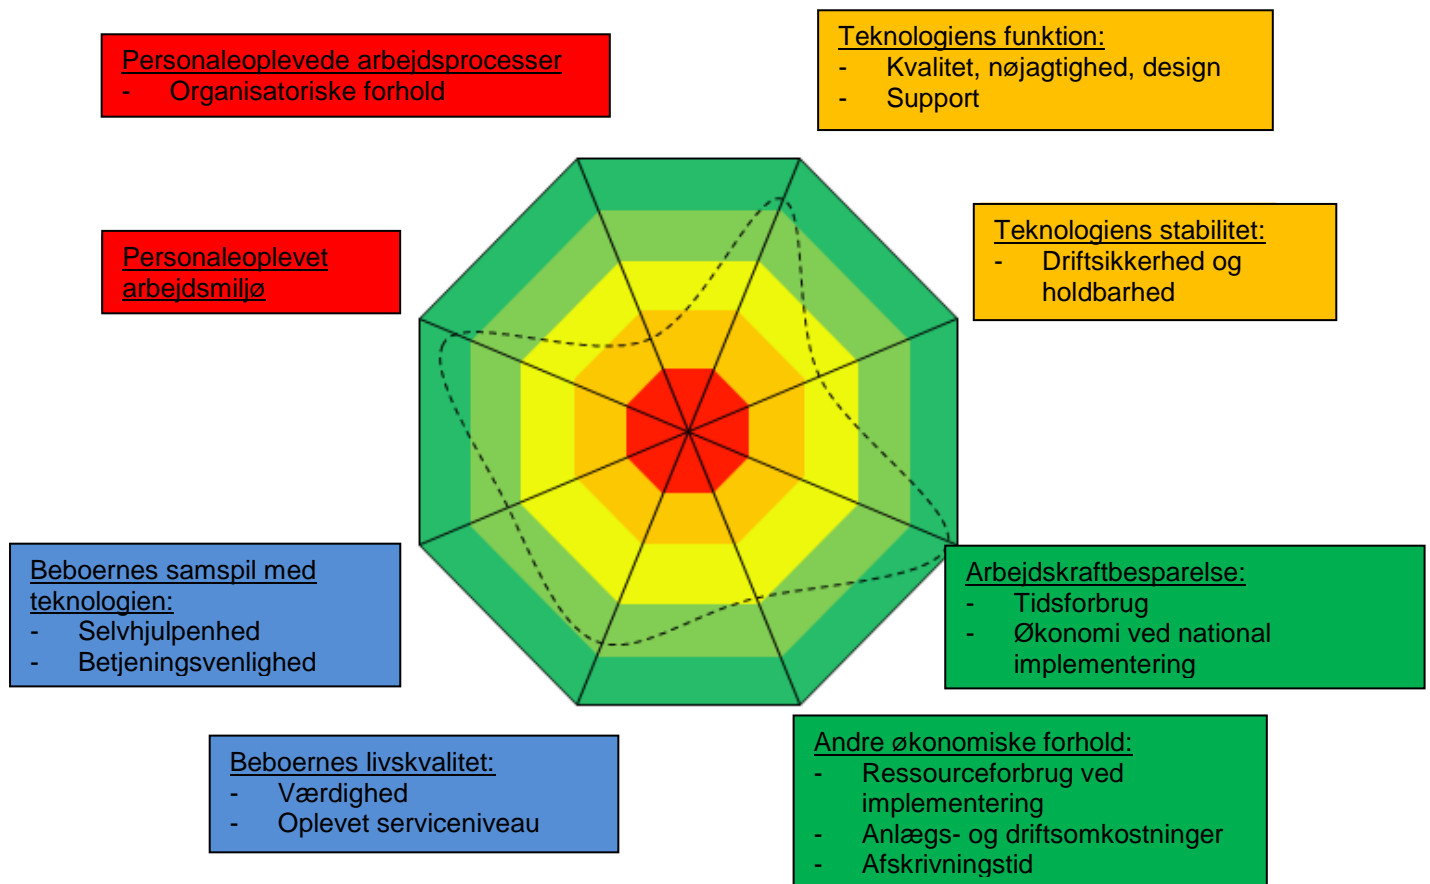 Personaleoplevede arbejdsprocesser
- Organisatoriske forhold
Teknologiens funktion:
- Kvalitet, nøjagtighed, design
- Support
Personaleoplevet
arbejdsmiljø
Teknologiens stabilitet:
- Driftsikkerhed og
holdbarhed
Beboernes samspil med
teknologien:
- Selvhjulpenhed
- Betjeningsvenlighed
Arbejdskraftbesparelse:
- Tidsforbrug
- Økonomi ved national
implementering
Beboernes livskvalitet:
- Værdighed
- Oplevet serviceniveau
Andre økonomiske forhold:
- Ressourceforbrug ved
implementering
- Anlægs- og driftsomkostninger
- Afskrivningstid